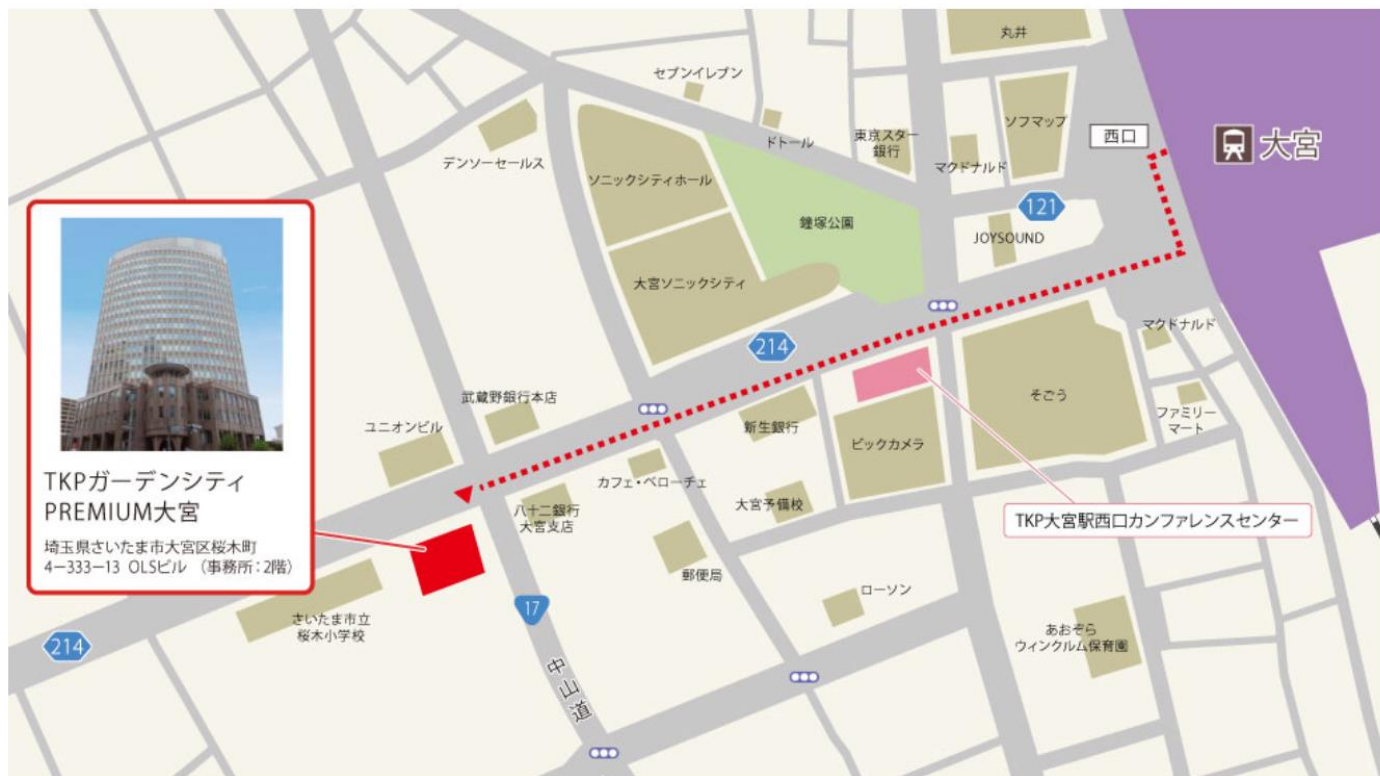 丸井
セブンイレブン
ソフマップ
ドトール
東京スター
銀行
西口
大宮
デンソーセールス
マクドナルド
ソニックシティホール
121
鐘塚公園
JOYSOUND
大宮ソニックシティ
マクドナルド
214
そごう
武蔵野銀行本店
ファミリー
マート
ユニオンビル
新生銀行
ビックカメラ
カフェ・ベローチェ
TKPガーデンシティ
PREMIUM大宮
埼玉県さいたま市大宮区桜木町
4−333−13 OLSビル （事務所：2階）
八十二銀行
大宮支店
大宮予備校
TKP大宮駅西口カンファレンスセンター
郵便局
ローソン
17
さいたま市立
桜木小学校
あおぞら
ウィンクルム保育園
214
中山道